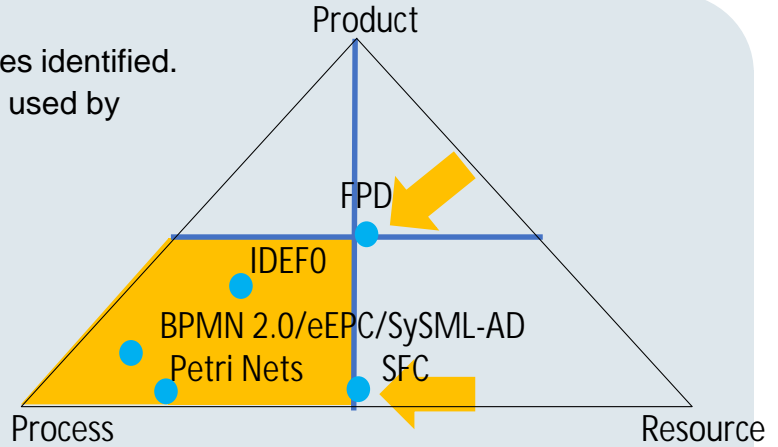 Product
es identified.
used by
FPD
IDEF0
BPMN 2.0/eEPC/SySML-AD
Petri Nets SFC
Process Resource